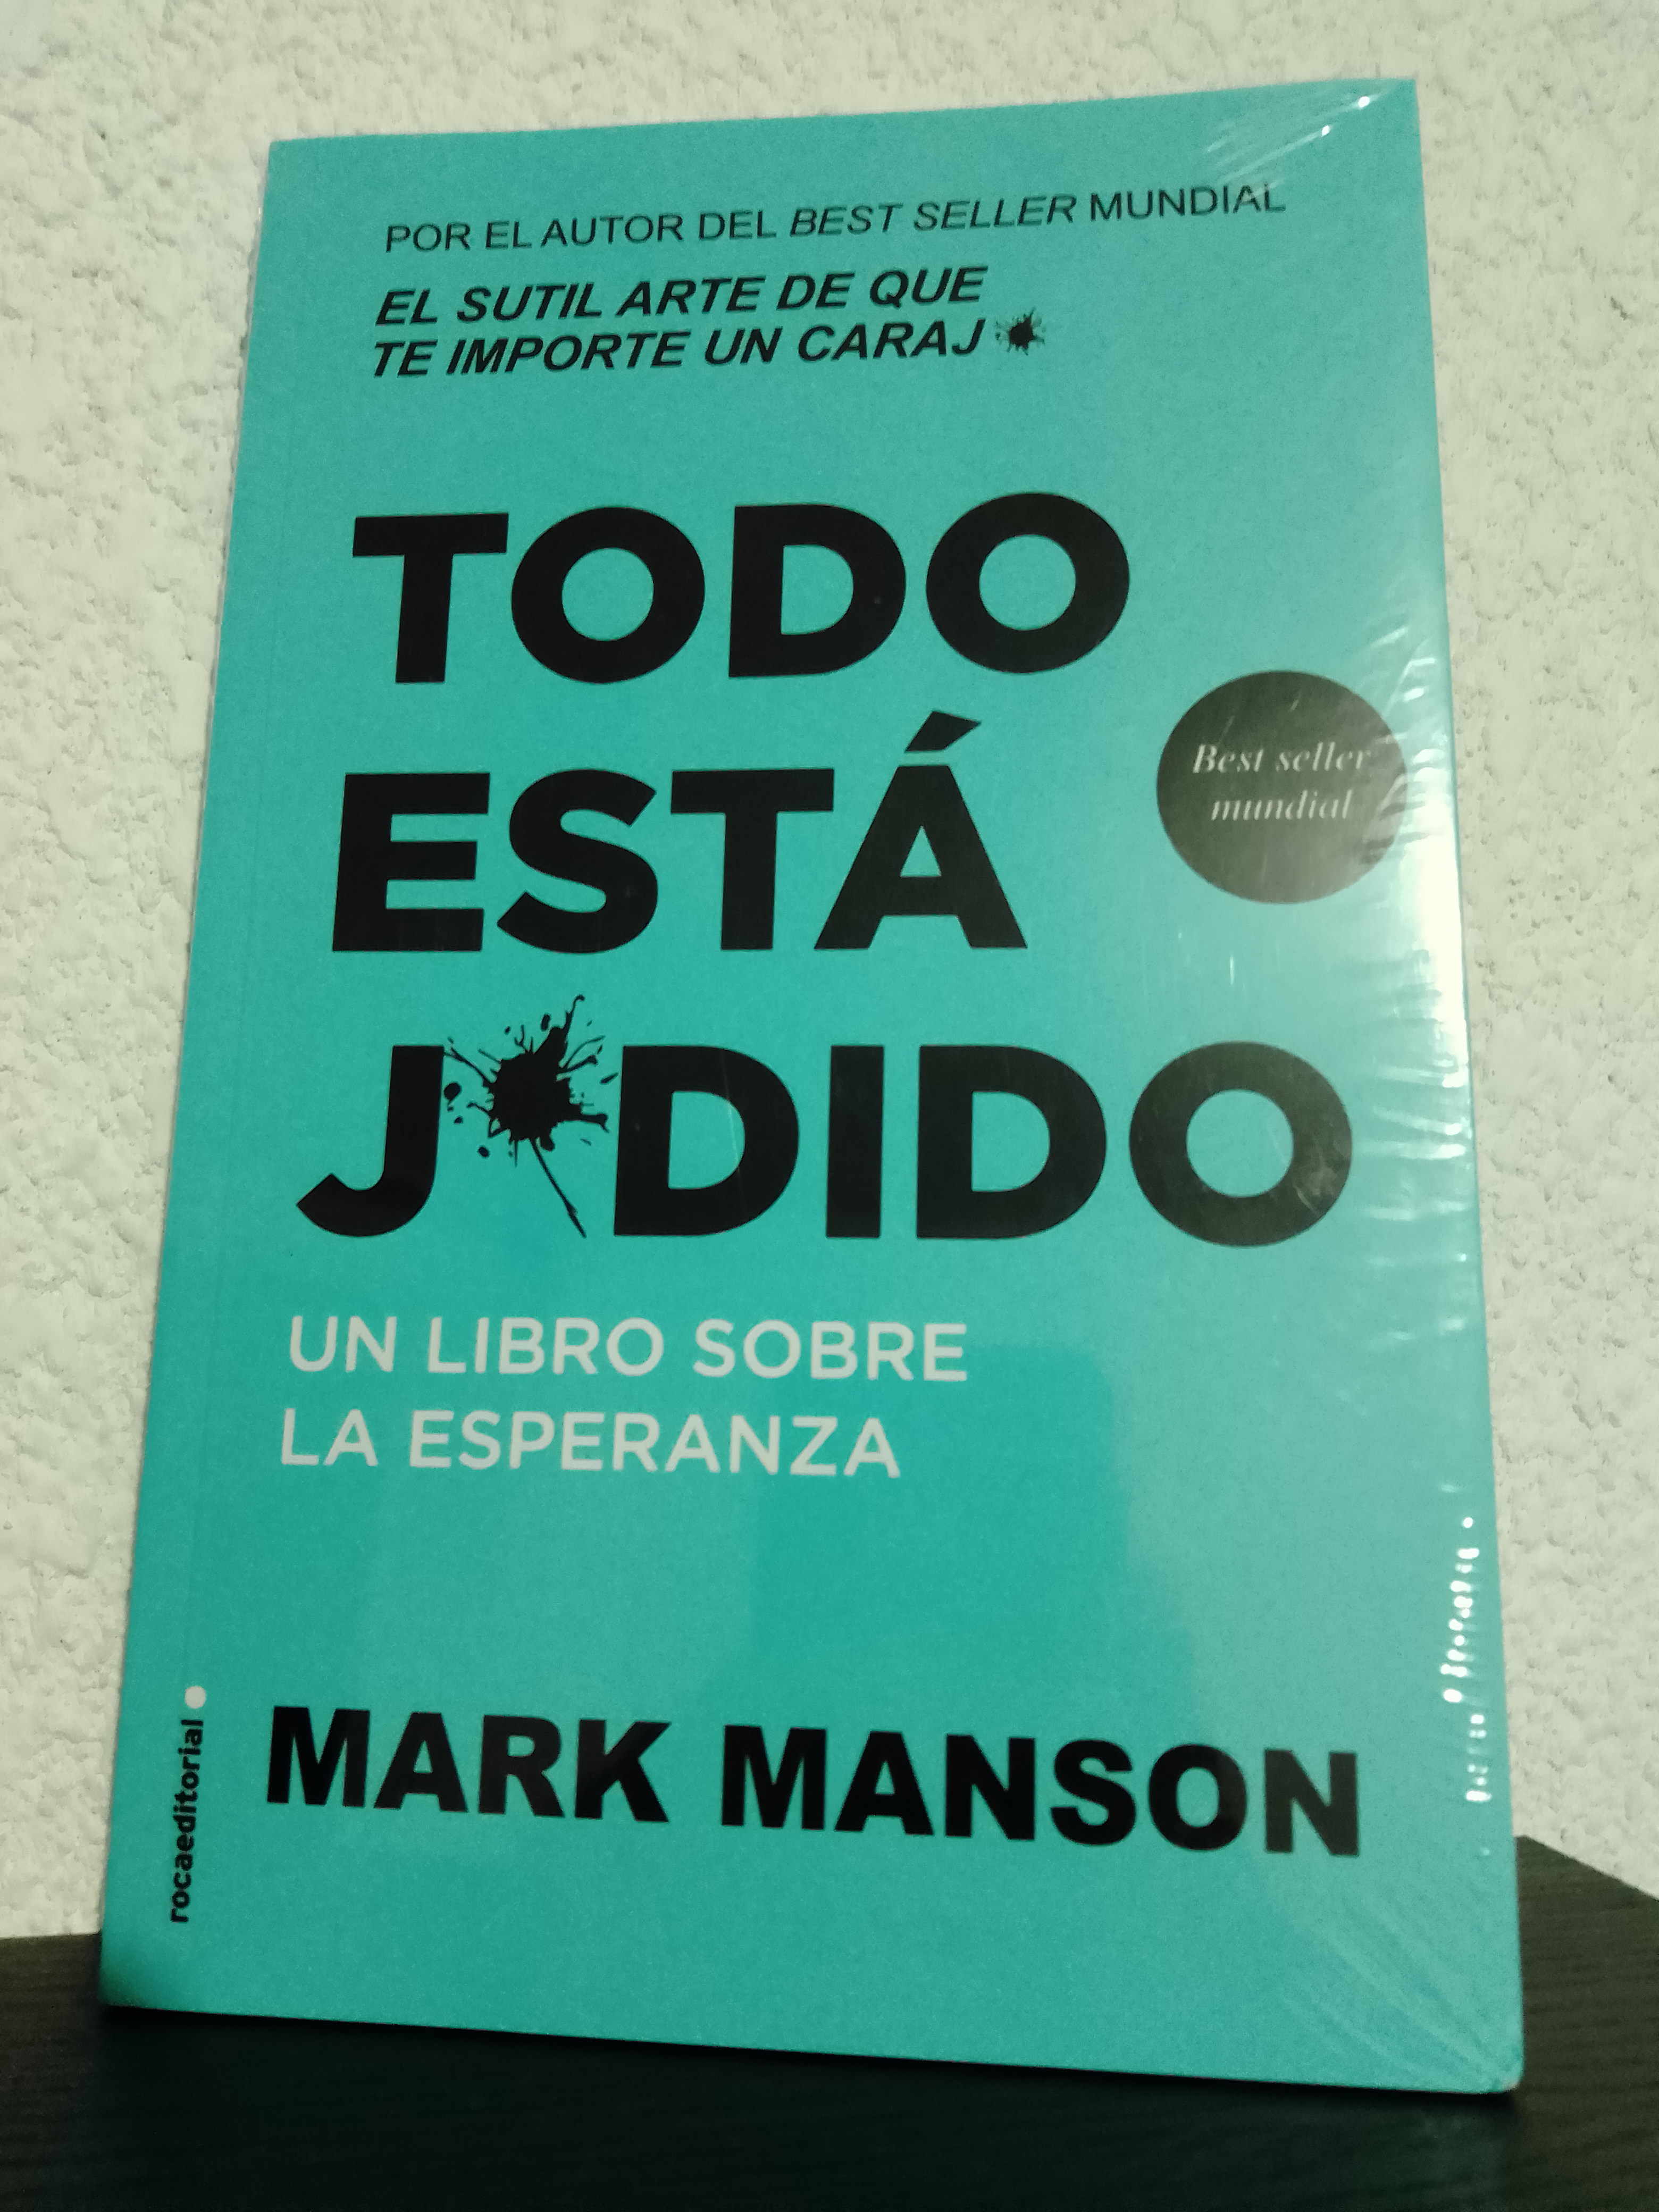 POR EL AUTOR DEL BEST SELLER MUNDIAL
EL SUTIL ARTE DE QUE
TE IMPORTE UN CARAJ
TODO
ESTÁ
J DIDO
Best seller
mundial
UN LIBRO SOBRE
LA ESPERANZA
MARK MANSON
rocaeditorial